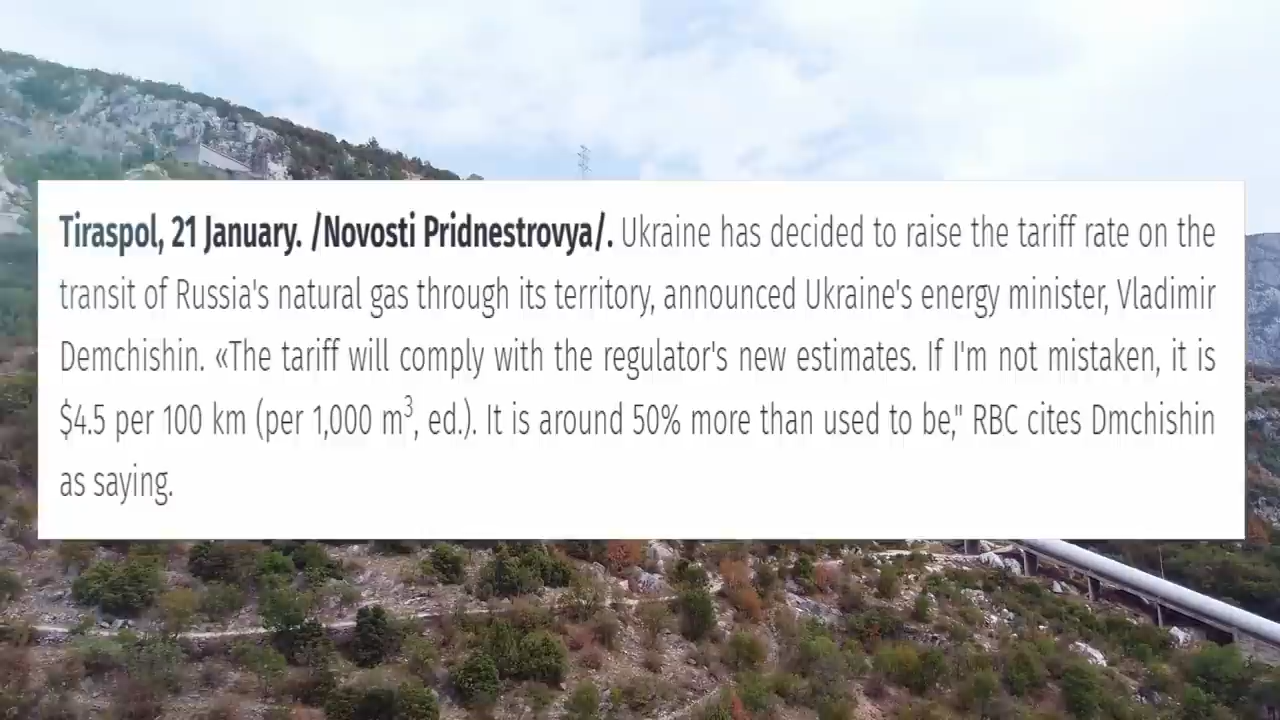 Tiraspol, 21 January. /Novosti Pridnestrovya/. Ukraine has decided to raise the tariff rate on the
transit of Russia's natural gas through its territory, announced Ukraine's energy minister, Vladimir
Demchishin. «The tariff will comply with the regulator's new estimates. If I'm not mistaken, it is
$4.5 per 100 km (per 1,000 m³, ed.). It is around 50% more than used to be," RBC cites Dmchishin
as saying.